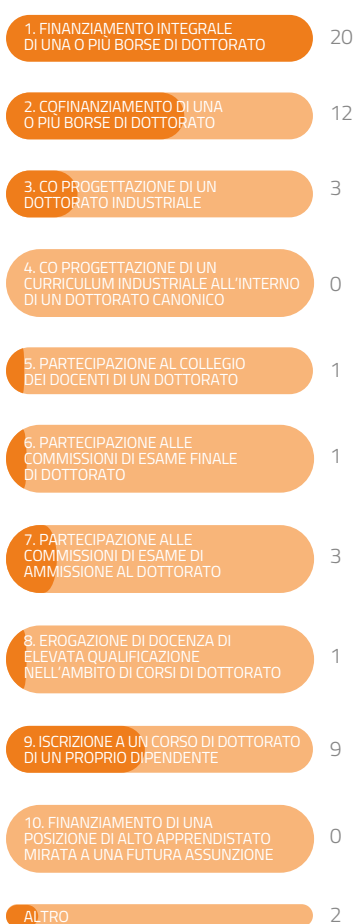 1. FINANZIAMENTO INTEGRALE
DI UNA O PIÙ BORSE DI DOTTORATO
20
2. COFINANZIAMENTO DI UNA
O PIÙ BORSE DI DOTTORATO
12
3. CO PROGETTAZIONE DI UN
DOTTORATO INDUSTRIALE
3
4. CO PROGETTAZIONE DI UN
CURRICULUM INDUSTRIALE ALL'INTERNO
DI UN DOTTORATO CANONICO
0
5. PARTECIPAZIONE AL COLLEGIO
DEI DOCENTI DI UN DOTTORATO
1
6. PARTECIPAZIONE ALLE
COMMISSIONI DI ESAME FINALE
DI DOTTORATO
1
7. PARTECIPAZIONE ALLE
COMMISSIONI DI ESAME DI
AMMISSIONE AL DOTTORATO
3
8. EROGAZIONE DI DOCENZA DI
ELEVATA QUALIFICAZIONE
NELL'AMBITO DI CORSI DI DOTTORATO
1
9. ISCRIZIONE A UN CORSO DI DOTTORATO
DI UN PROPRIO DIPENDENTE
9
10. FINANZIAMENTO DI UNA
POSIZIONE DI ALTO APPRENDISTATO
MIRATA A UNA FUTURA ASSUNZIONE
0
ALTRO
2